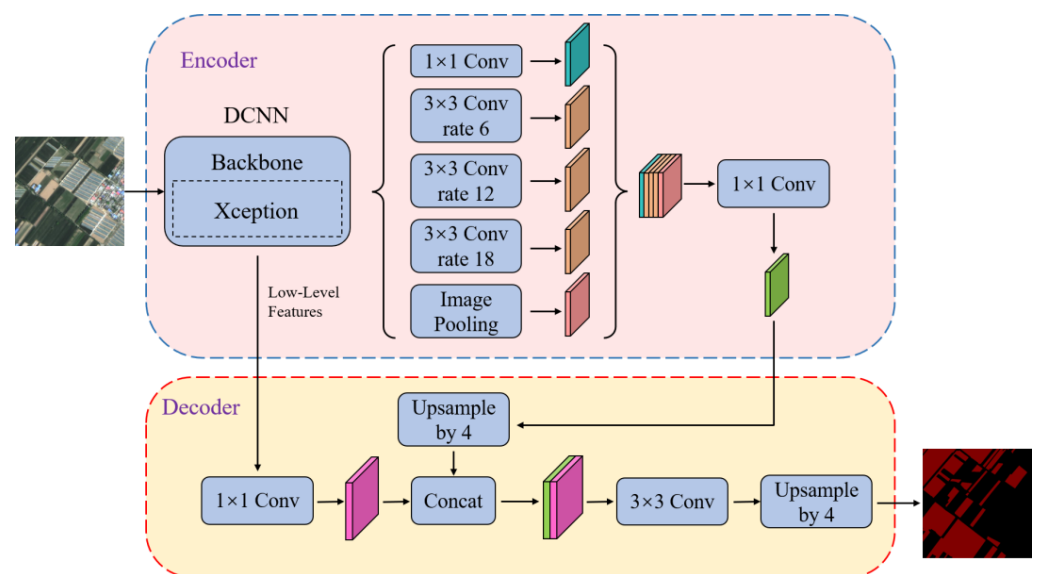 Encoder
DCNN
Backbone
Xception
Low-Level
Features
1×1 Conv
3×3 Conv
rate 6
3×3 Conv
rate 12
3×3 Conv
rate 18
Image
Pooling
1×1 Conv
Decoder
Upsample
by 4
1×1 Conv
Concat
3×3 Conv
Upsample
by 4